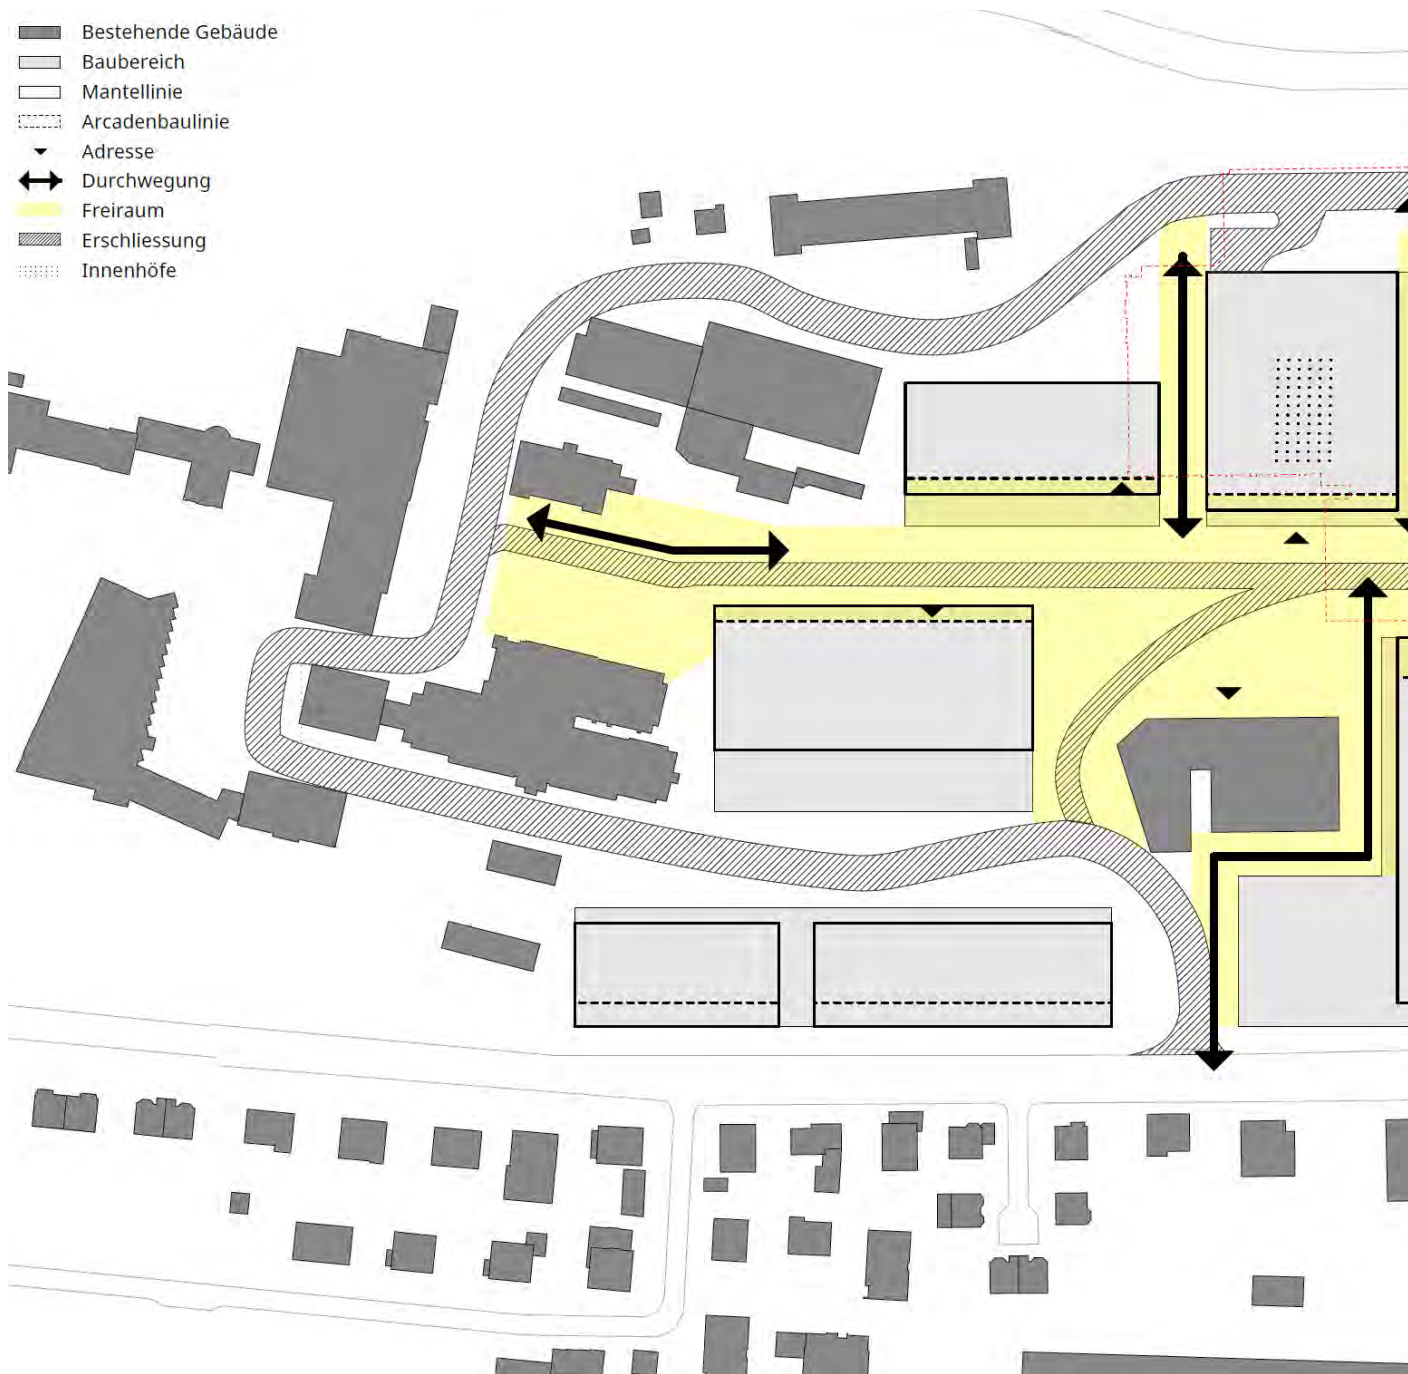 Bestehende Gebäude
Baubereich
Mantellinie
Arcadenbaulinie
Adresse
Durchwegung
Freiraum
Erschliessung
Innenhöfe